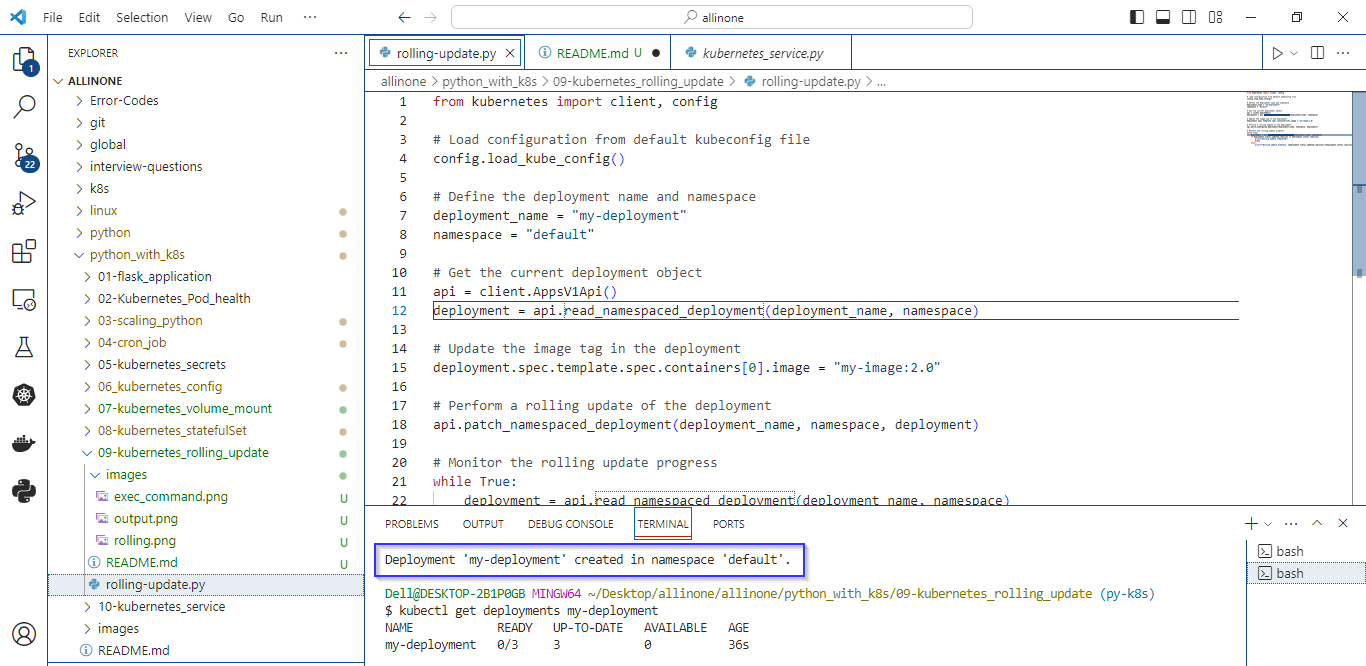 File Edit Selection View Go Run ··· allinone
EXPLORER ···
ALLINONE
Error-Codes
git
global
interview-questions
k8s
linux
python
python_with_k8s
01-flask_application
02-Kubernetes_Pod_health
03-scaling_python
04-cron_job
05-kubernetes_secrets
06_kubernetes_config
07-kubernetes_volume_mount
08-kubernetes_statefulSet
09-kubernetes_rolling_update
images
exec_command.png U
output.png U
rolling.png U
README.md U
rolling-update.py
10-kubernetes_service
images
README.md
1
22
rolling-update.py README.md U kubernetes_service.py
allinone > python_with_k8s > 09-kubernetes_rolling_update > rolling-update.py > ...
1 from kubernetes import client, config
2
3 # Load configuration from default kubeconfig file
4 config.load_kube_config()
5
6 # Define the deployment name and namespace
7 deployment_name = "my-deployment"
8 namespace = "default"
9
10 # Get the current deployment object
11 api = client.AppsV1Api()
12 deployment = api.read_namespaced_deployment(deployment_name, namespace)
13
14 # Update the image tag in the deployment
15 deployment.spec.template.spec.containers[0].image = "my-image:2.0"
16
17 # Perform a rolling update of the deployment
18 api.patch_namespaced_deployment(deployment_name, namespace, deployment)
19
20 # Monitor the rolling update progress
21 while True:
22 deployment = api.read_namespaced_deployment(deployment_name, namespace)
PROBLEMS OUTPUT DEBUG CONSOLE TERMINAL PORTS
Deployment 'my-deployment' created in namespace 'default'.
Dell@DESKTOP-2B1P0GB MINGW64 ~/Desktop/allinone/allinone/python_with_k8s/09-kubernetes_rolling_update (py-k8s)
$ kubectl get deployments my-deployment
NAME READY UP-TO-DATE AVAILABLE AGE
my-deployment 0/3 3 0 36s
bash
bash